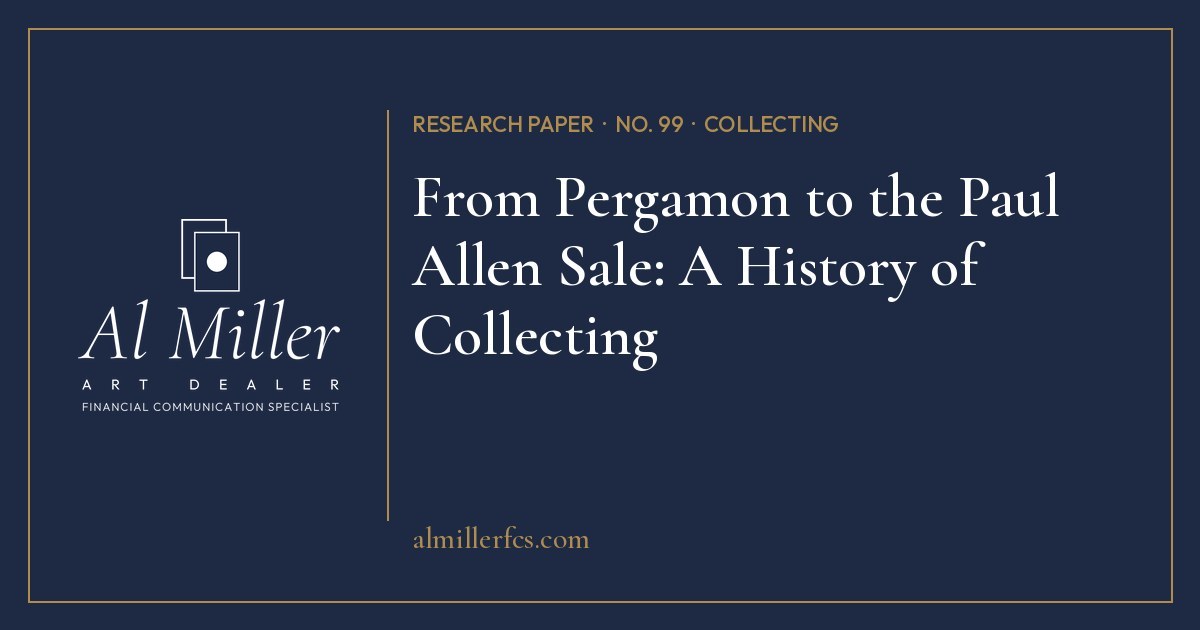 RESEARCH PAPER · NO. 99 · COLLECTING
From Pergamon to the Paul
Allen Sale: A History of
Collecting
Al Miller
ART DEALER
FINANCIAL COMMUNICATION SPECIALIST
almillerfcs.com